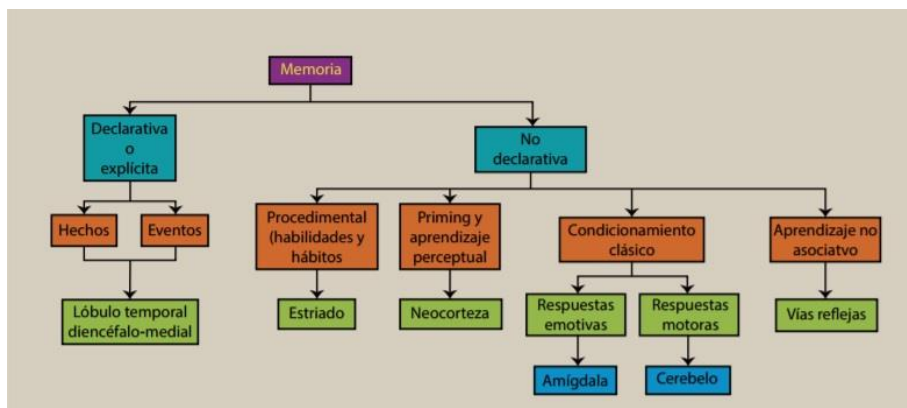 Memoria
Declarativa
o
explícita
No
declarativa
Hechos
Eventos
Procedimental
(habilidades y
hábitos
Priming y
aprendizaje
perceptual
Condicionamiento
clásico
Aprendizaje no
asociatvo
Lóbulo temporal
diencéfalo-medial
Estriado
Neocorteza
Respuestas
emotivas
Respuestas
motoras
Vías reflejas
Amígdala
Cerebelo